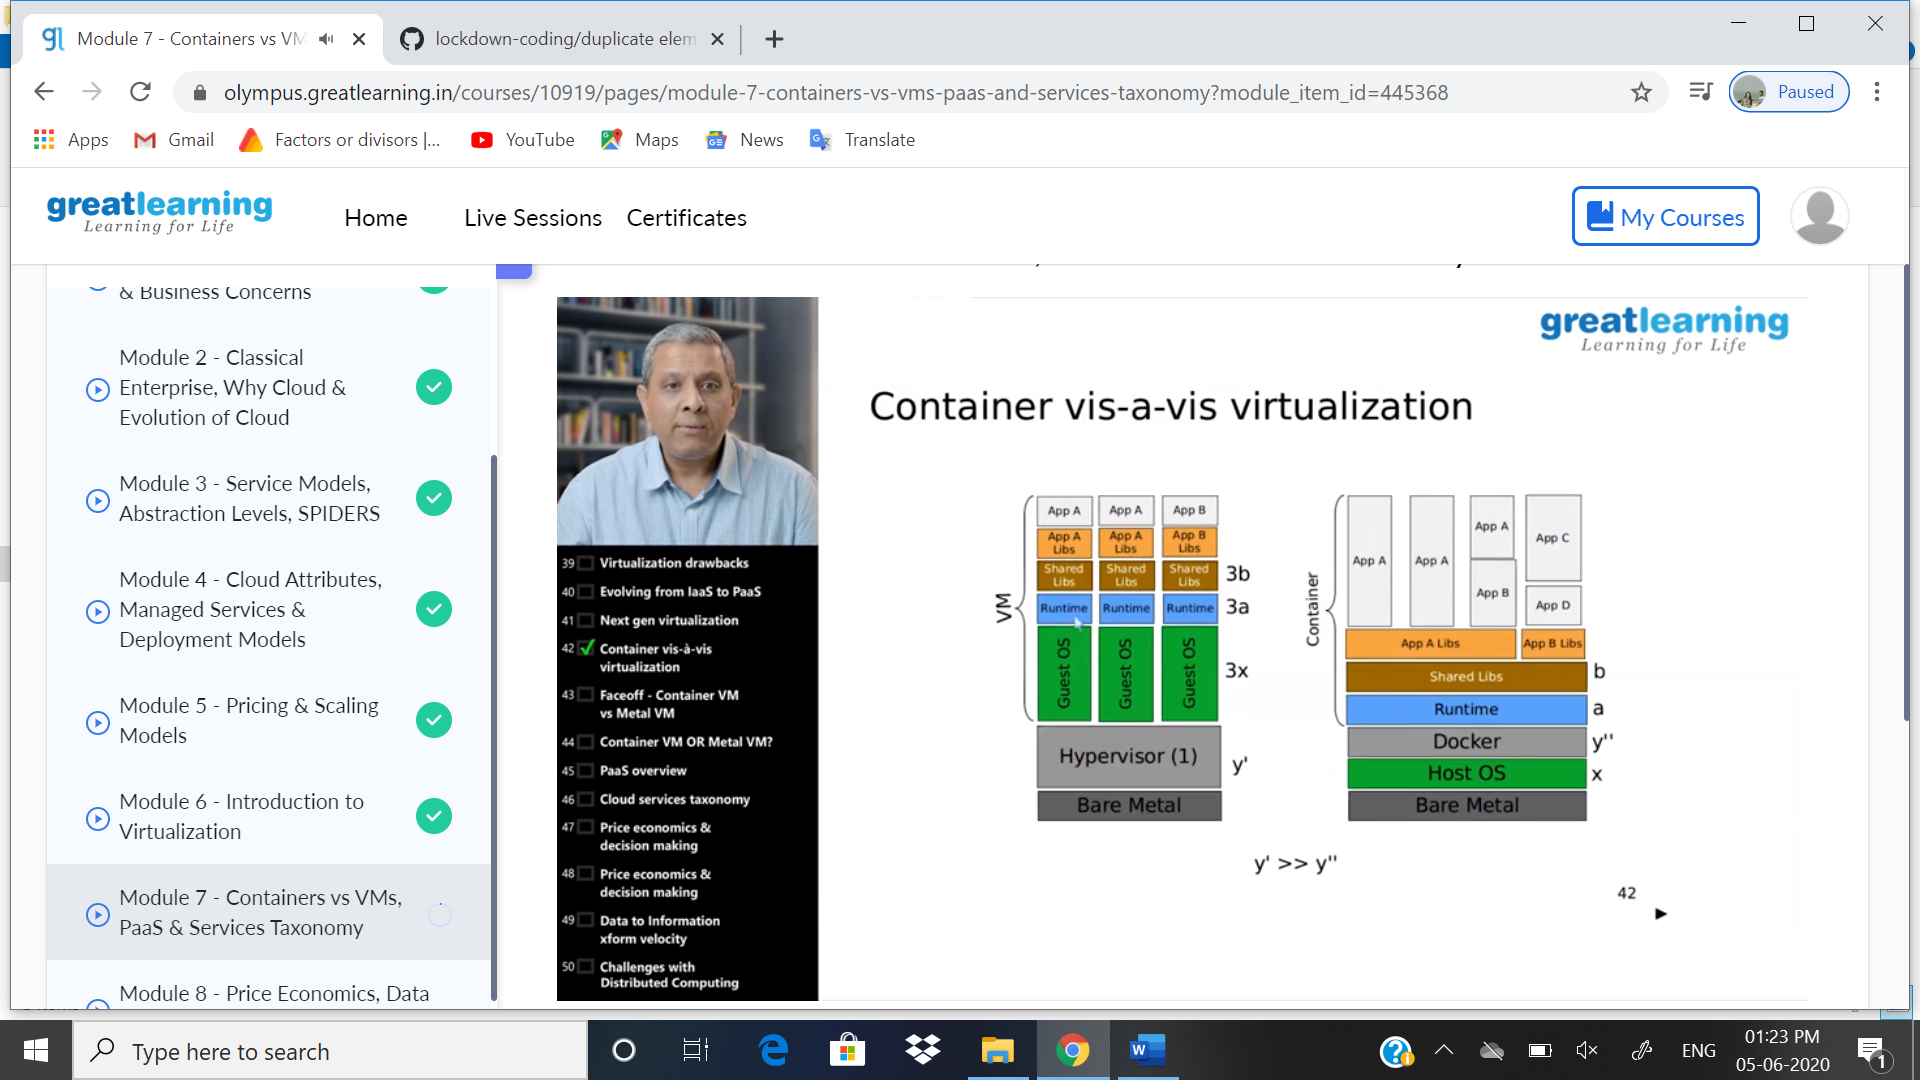 Module 7 - Containers vs VM
lockdown-coding/duplicate elem
olympus.greatlearning.in/courses/10919/pages/module-7-containers-vs-vms-paas-and-services-taxonomy?module_item_id=445368
Paused
Apps
Gmail
Factors or divisors |...
YouTube
Maps
News
Translate
greatlearning
Learning for Life
Home
Live Sessions
Certificates
My Courses
& Business Concerns
Module 2 - Classical
Enterprise, Why Cloud &
Evolution of Cloud
Module 3 - Service Models,
Abstraction Levels, SPIDERS
Module 4 - Cloud Attributes,
Managed Services &
Deployment Models
Module 5 - Pricing & Scaling
Models
Module 6 - Introduction to
Virtualization
Module 7 - Containers vs VMs,
PaaS & Services Taxonomy
Module 8 - Price Economics, Data
39 Virtualization drawbacks
40 Evolving from IaaS to PaaS
41 Next gen virtualization
42 Container vis-à-vis
virtualization
43 Faceoff - Container VM
vs Metal VM
44 Container VM OR Metal VM?
45 PaaS overview
46 Cloud services taxonomy
47 Price economics &
decision making
48 Price economics &
decision making
49 Data to Information
xform velocity
50 Challenges with
Distributed Computing
greatlearning
Learning for Life
Container vis-a-vis virtualization
VM
App A App A App B
App A Libs App A Libs App B Libs
Shared Libs Shared Libs Shared Libs 3b
Runtime Runtime Runtime 3a
Guest OS Guest OS Guest OS 3x
Hypervisor (1) y'
Bare Metal
Container
App A App A App A App C
App B App D
App A Libs App B Libs
Shared Libs b
Runtime a
Docker y''
Host OS x
Bare Metal
y' >> y''
42
Type here to search
W
ENG
01:23 PM
05-06-2020
1